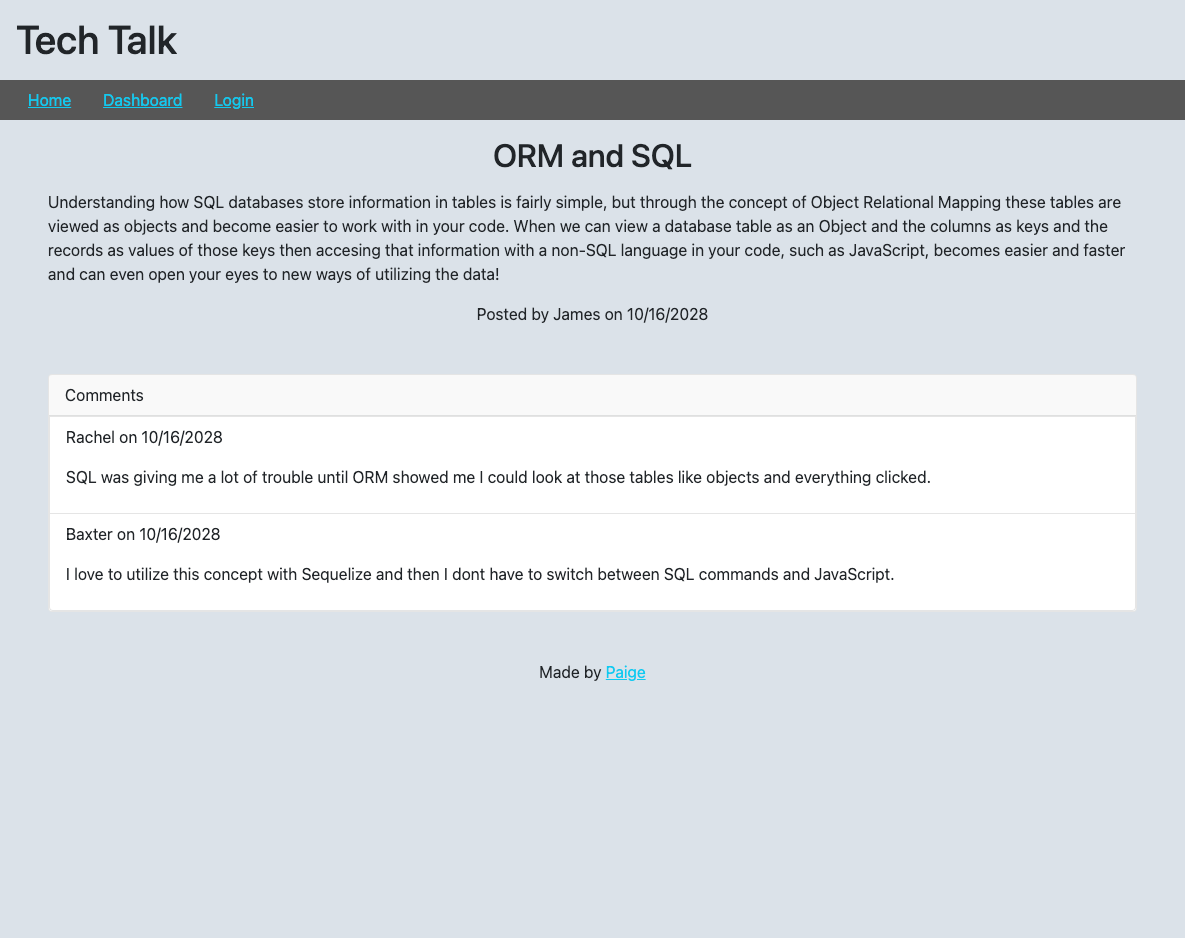 Tech Talk
Home Dashboard Login
ORM and SQL
Understanding how SQL databases store information in tables is fairly simple, but through the concept of Object Relational Mapping these tables are
viewed as objects and become easier to work with in your code. When we can view a database table as an Object and the columns as keys and the
records as values of those keys then accesing that information with a non-SQL language in your code, such as JavaScript, becomes easier and faster
and can even open your eyes to new ways of utilizing the data!
Posted by James on 10/16/2028
Comments
Rachel on 10/16/2028
SQL was giving me a lot of trouble until ORM showed me I could look at those tables like objects and everything clicked.
Baxter on 10/16/2028
I love to utilize this concept with Sequelize and then I dont have to switch between SQL commands and JavaScript.
Made by Paige